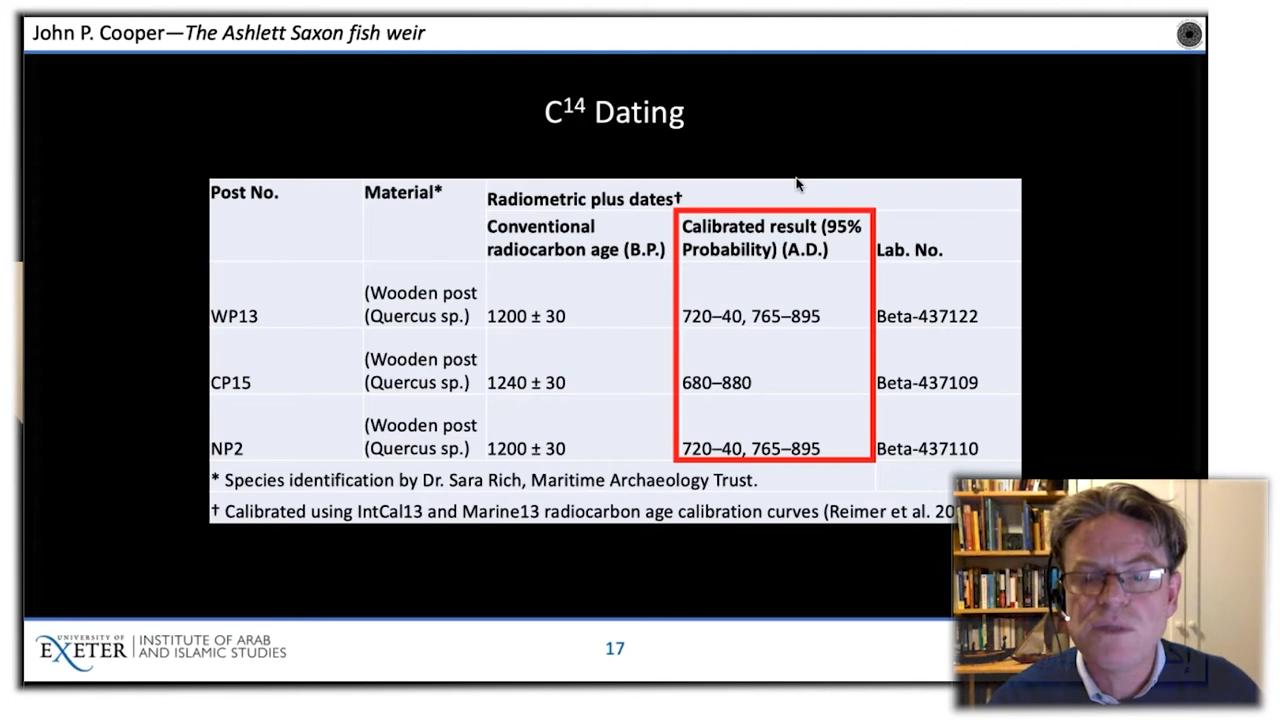 John P. Cooper—The Ashlett Saxon fish weir
C14 Dating
Post No. Material* Radiometric plus dates†
Conventional radiocarbon age (B.P.) Calibrated result (95% Probability) (A.D.) Lab. No.
WP13 (Wooden post (Quercus sp.) 1200 ± 30 720–40, 765–895 Beta-437122
CP15 (Wooden post (Quercus sp.) 1240 ± 30 680–880 Beta-437109
NP2 (Wooden post (Quercus sp.) 1200 ± 30 720–40, 765–895 Beta-437110
* Species identification by Dr. Sara Rich, Maritime Archaeology Trust.
† Calibrated using IntCal13 and Marine13 radiocarbon age calibration curves (Reimer et al. 20
UNIVERSITY OF
EXETER
INSTITUTE OF ARAB
AND ISLAMIC STUDIES
17